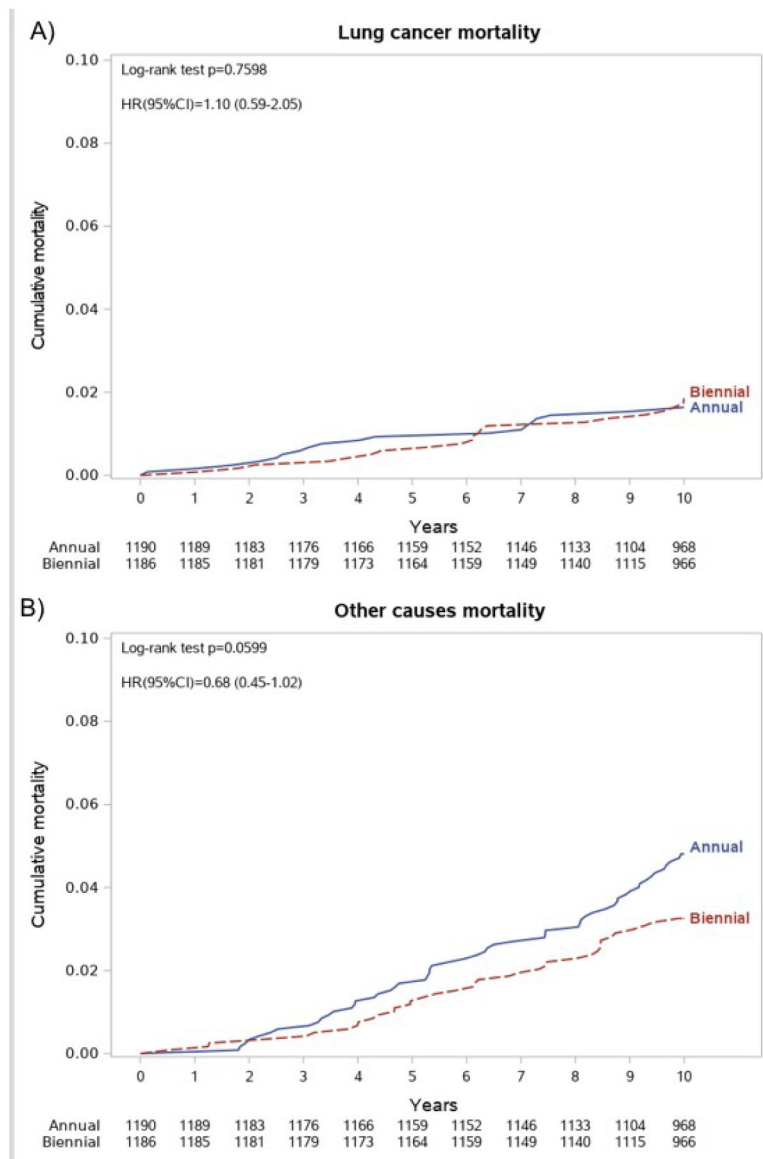 A)
Lung cancer mortality
0.10
Log-rank test p=0.7598
HR(95%CI)=1.10 (0.59-2.05)
0.08
0.06
Cumulative mortality
0.04
0.02
Biennial
Annual
0.00
0 1 2 3 4 5 6 7 8 9 10
Years
Annual 1190 1189 1183 1176 1166 1159 1152 1146 1133 1104 968
Biennial 1186 1185 1181 1179 1173 1164 1159 1149 1140 1115 966
B)
Other causes mortality
0.10
Log-rank test p=0.0599
HR(95%CI)=0.68 (0.45-1.02)
0.08
0.06
Cumulative mortality
Annual
0.04
Biennial
0.02
0.00
0 1 2 3 4 5 6 7 8 9 10
Years
Annual 1190 1189 1183 1176 1166 1159 1152 1146 1133 1104 968
Biennial 1186 1185 1181 1179 1173 1164 1159 1149 1140 1115 966